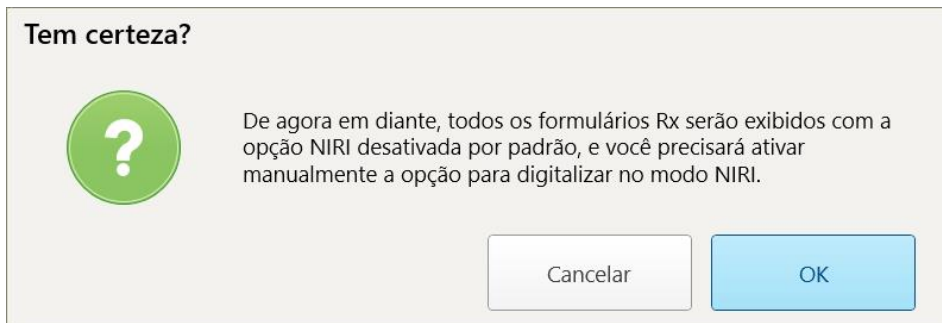 Tem certeza?
De agora em diante, todos os formulários Rx serão exibidos com a
opção NIRI desativada por padrão, e você precisará ativar
manualmente a opção para digitalizar no modo NIRI.
Cancelar
OK